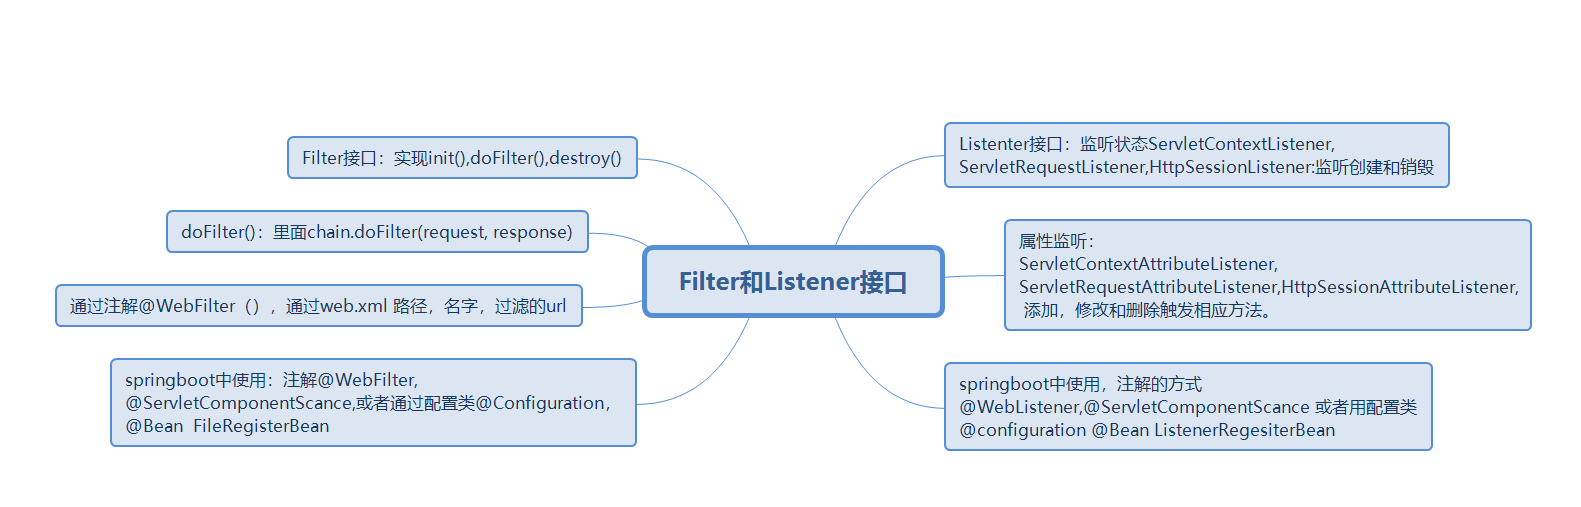 Filter接口：实现init(),doFilter(),destroy()
doFilter()：里面chain.doFilter(request, response)
通过注解@WebFilter（），通过web.xml 路径，名字，过滤的url
springboot中使用：注解@WebFilter,
@ServletComponentScance,或者通过配置类@Configuration，
@Bean  FileRegisterBean
Filter和Listener接口
Listenter接口：监听状态ServletContextListener,
ServletRequestListener,HttpSessionListener:监听创建和销毁
属性监听：
ServletContextAttributeListener,
ServletRequestAttributeListener,HttpSessionAttributeListener,
添加，修改和删除触发相应方法。
springboot中使用，注解的方式
@WebListener,@ServletComponentScance 或者用配置类
@configuration @Bean ListenerRegesiterBean